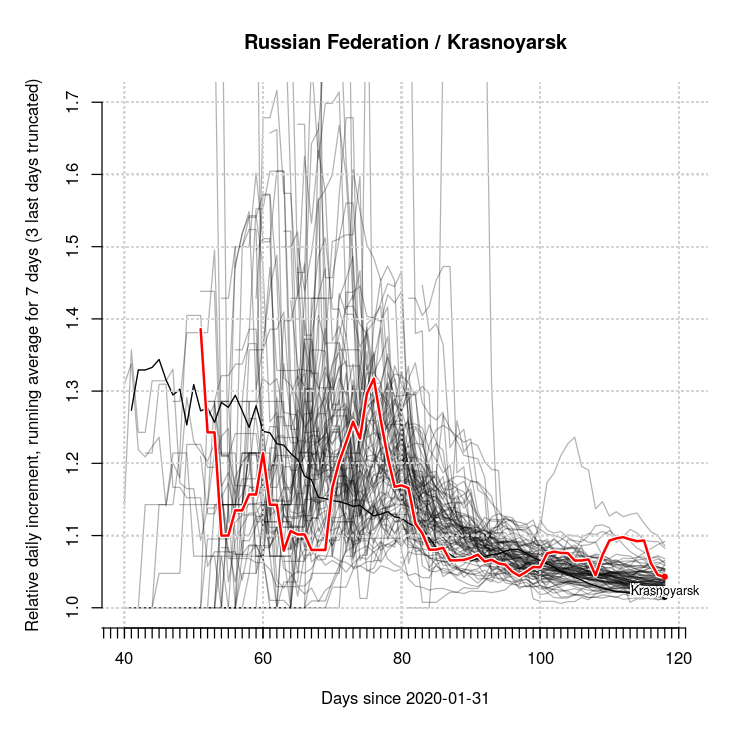 Russian Federation / Krasnoyarsk
Relative daily increment, running average for 7 days (3 last days truncated)
1.7
1.6
1.5
1.4
1.3
1.2
1.1
1.0
Krasnoyarsk
40 60 80 100 120
Days since 2020-01-31